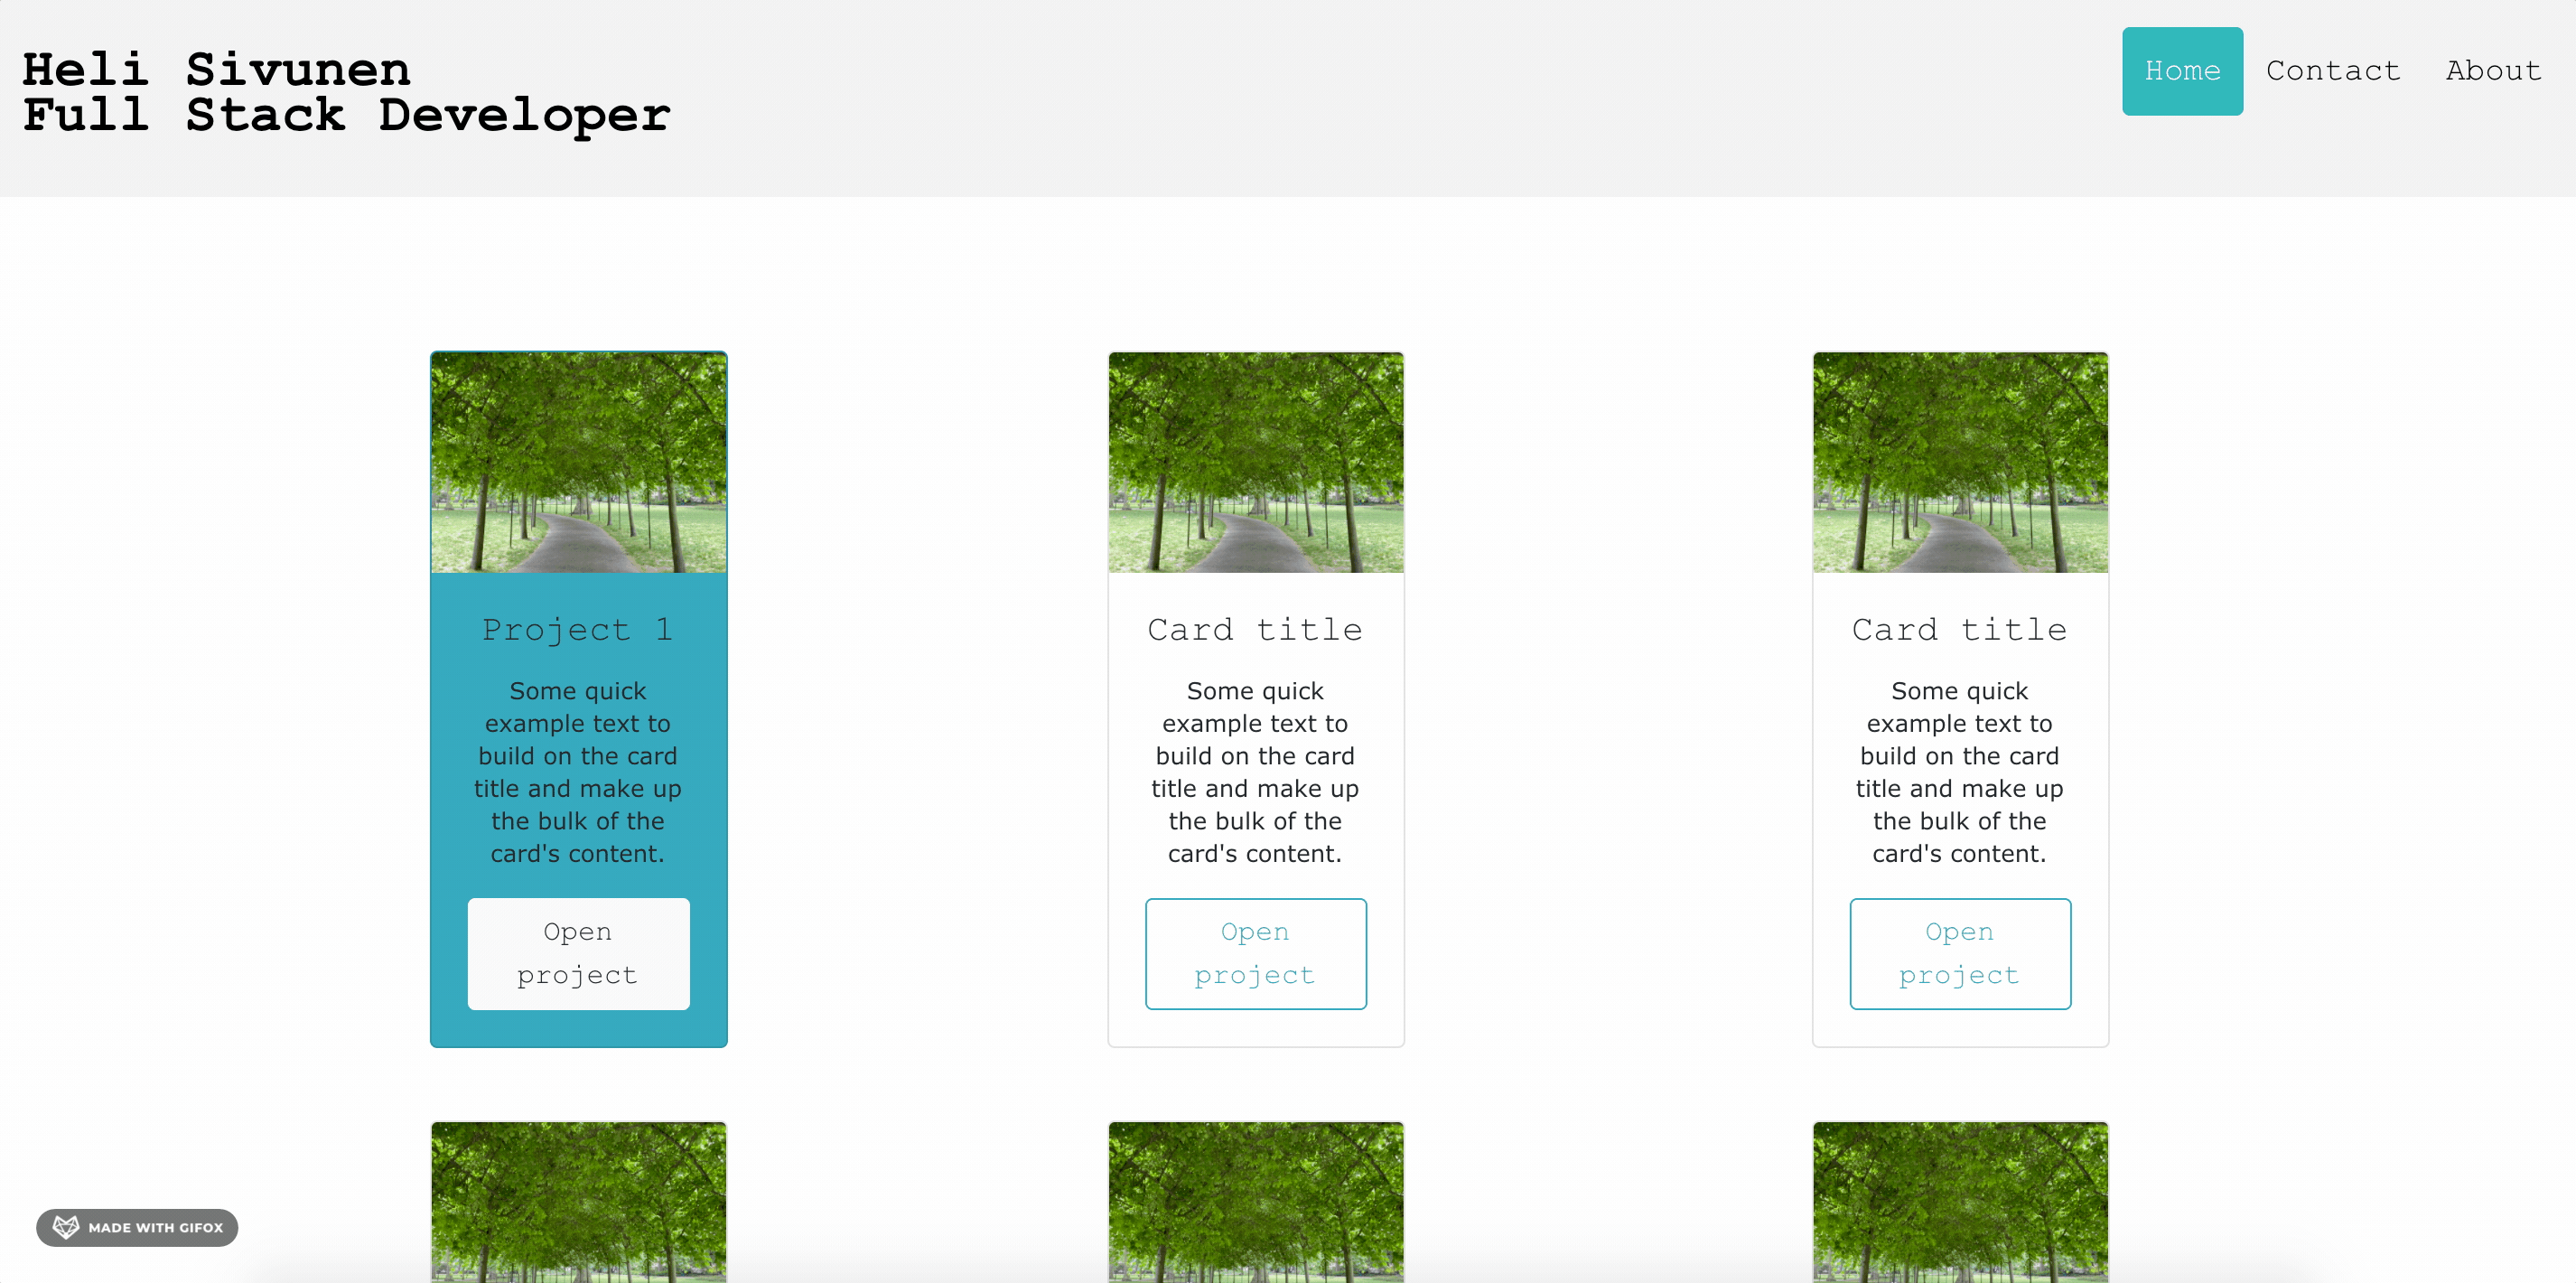 Heli Sivunen
Full Stack Developer
Home Contact About
Project 1
Some quick
example text to
build on the card
title and make up
the bulk of the
card's content.
Open
project
Card title
Some quick
example text to
build on the card
title and make up
the bulk of the
card's content.
Open
project
Card title
Some quick
example text to
build on the card
title and make up
the bulk of the
card's content.
Open
project
MADE WITH GIFOX